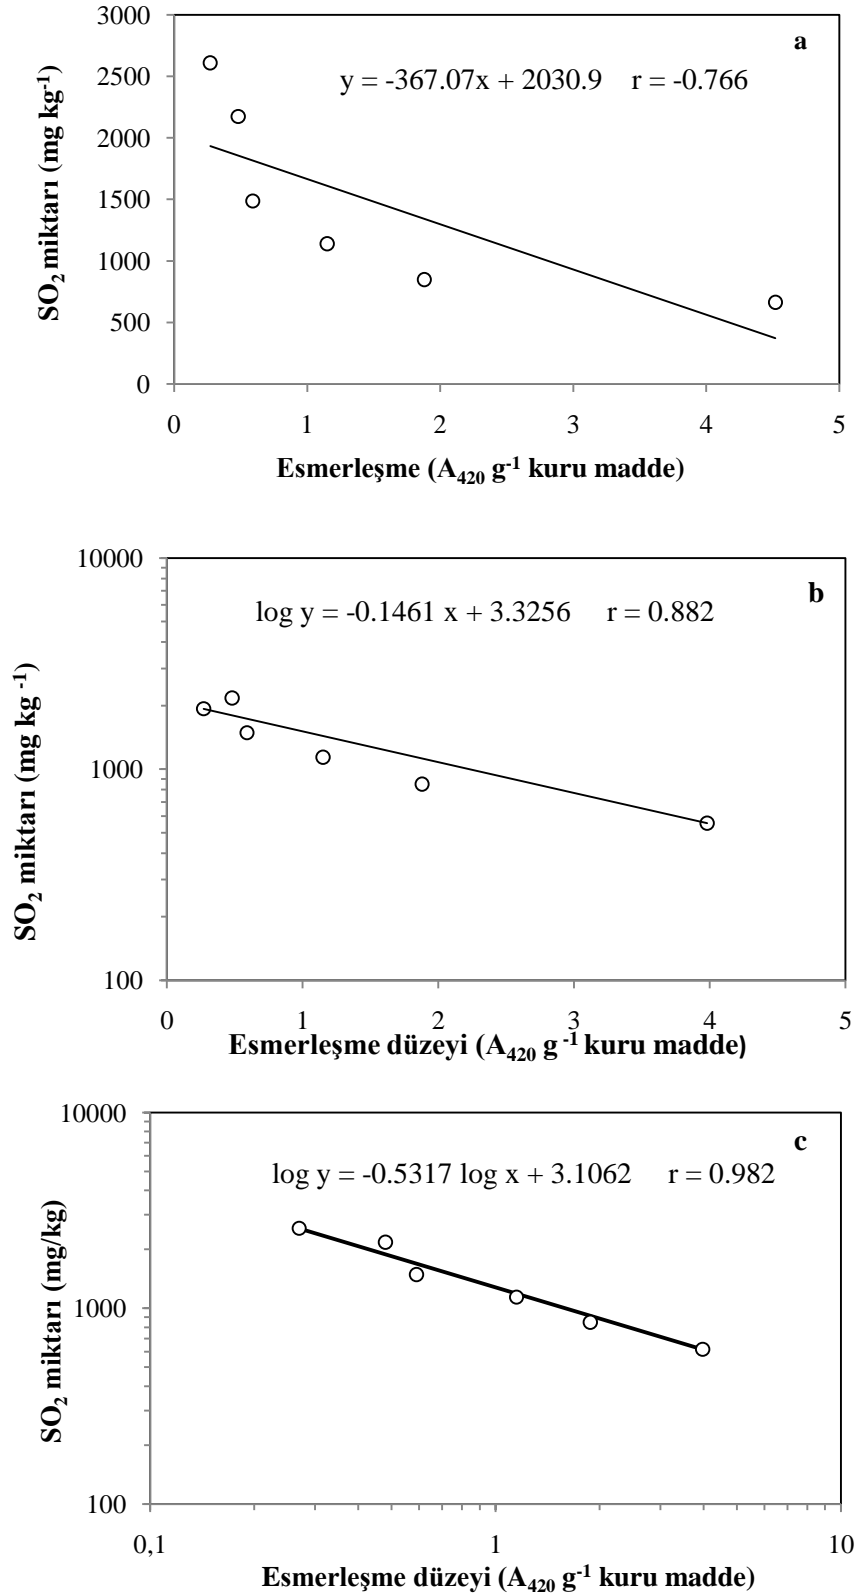 3000
a
y = -367.07x + 2030.9 r = -0.766
2500
2000
1500
1000
500
0
SO2 miktarı (mg kg-1)
0 1 2 3 4 5
Esmerleşme (A420 g-1 kuru madde)
10000
b
log y = -0.1461 x + 3.3256 r = 0.882
1000
100
SO2 miktarı (mg kg -1)
0 1 2 3 4 5
Esmerleşme düzeyi (A420 g -1 kuru madde)
10000
c
log y = -0.5317 log x + 3.1062 r = 0.982
1000
100
SO2 miktarı (mg/kg)
0,1 1 10
Esmerleşme düzeyi (A420 g-1 kuru madde)